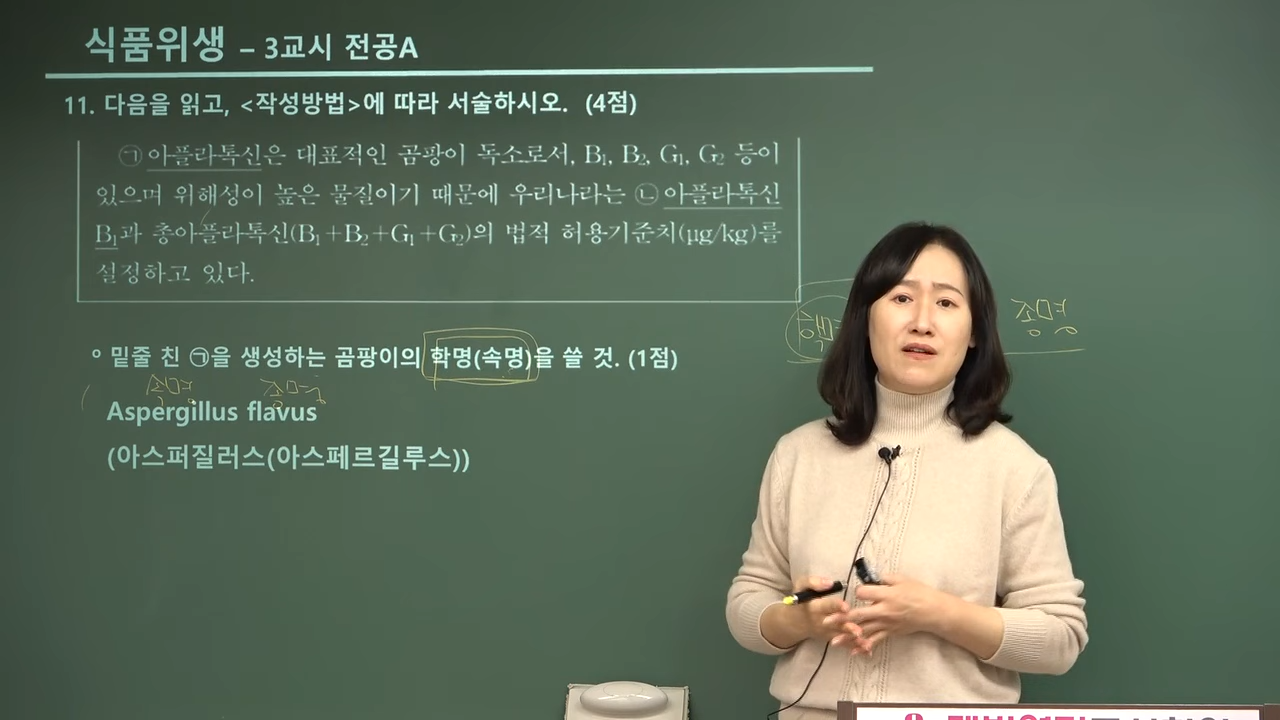 식품위생 – 3교시 전공A
11. 다음을 읽고, <작성방법>에 따라 서술하시오. (4점)
㉠ 아플라톡신은 대표적인 곰팡이 독소로서, B₁, B₂, G₁, G₂ 등이
있으며 위해성이 높은 물질이기 때문에 우리나라는 ㉡ 아플라톡신
B₁과 총아플라톡신(B₁+B₂+G₁+G₂)의 법적 허용기준치(μg/kg)를
설정하고 있다.
종명
° 밑줄 친 ㉠을 생성하는 곰팡이의 학명(속명)을 쓸 것. (1점)
속명 종명
Aspergillus flavus
(아스퍼질러스(아스페르길루스))